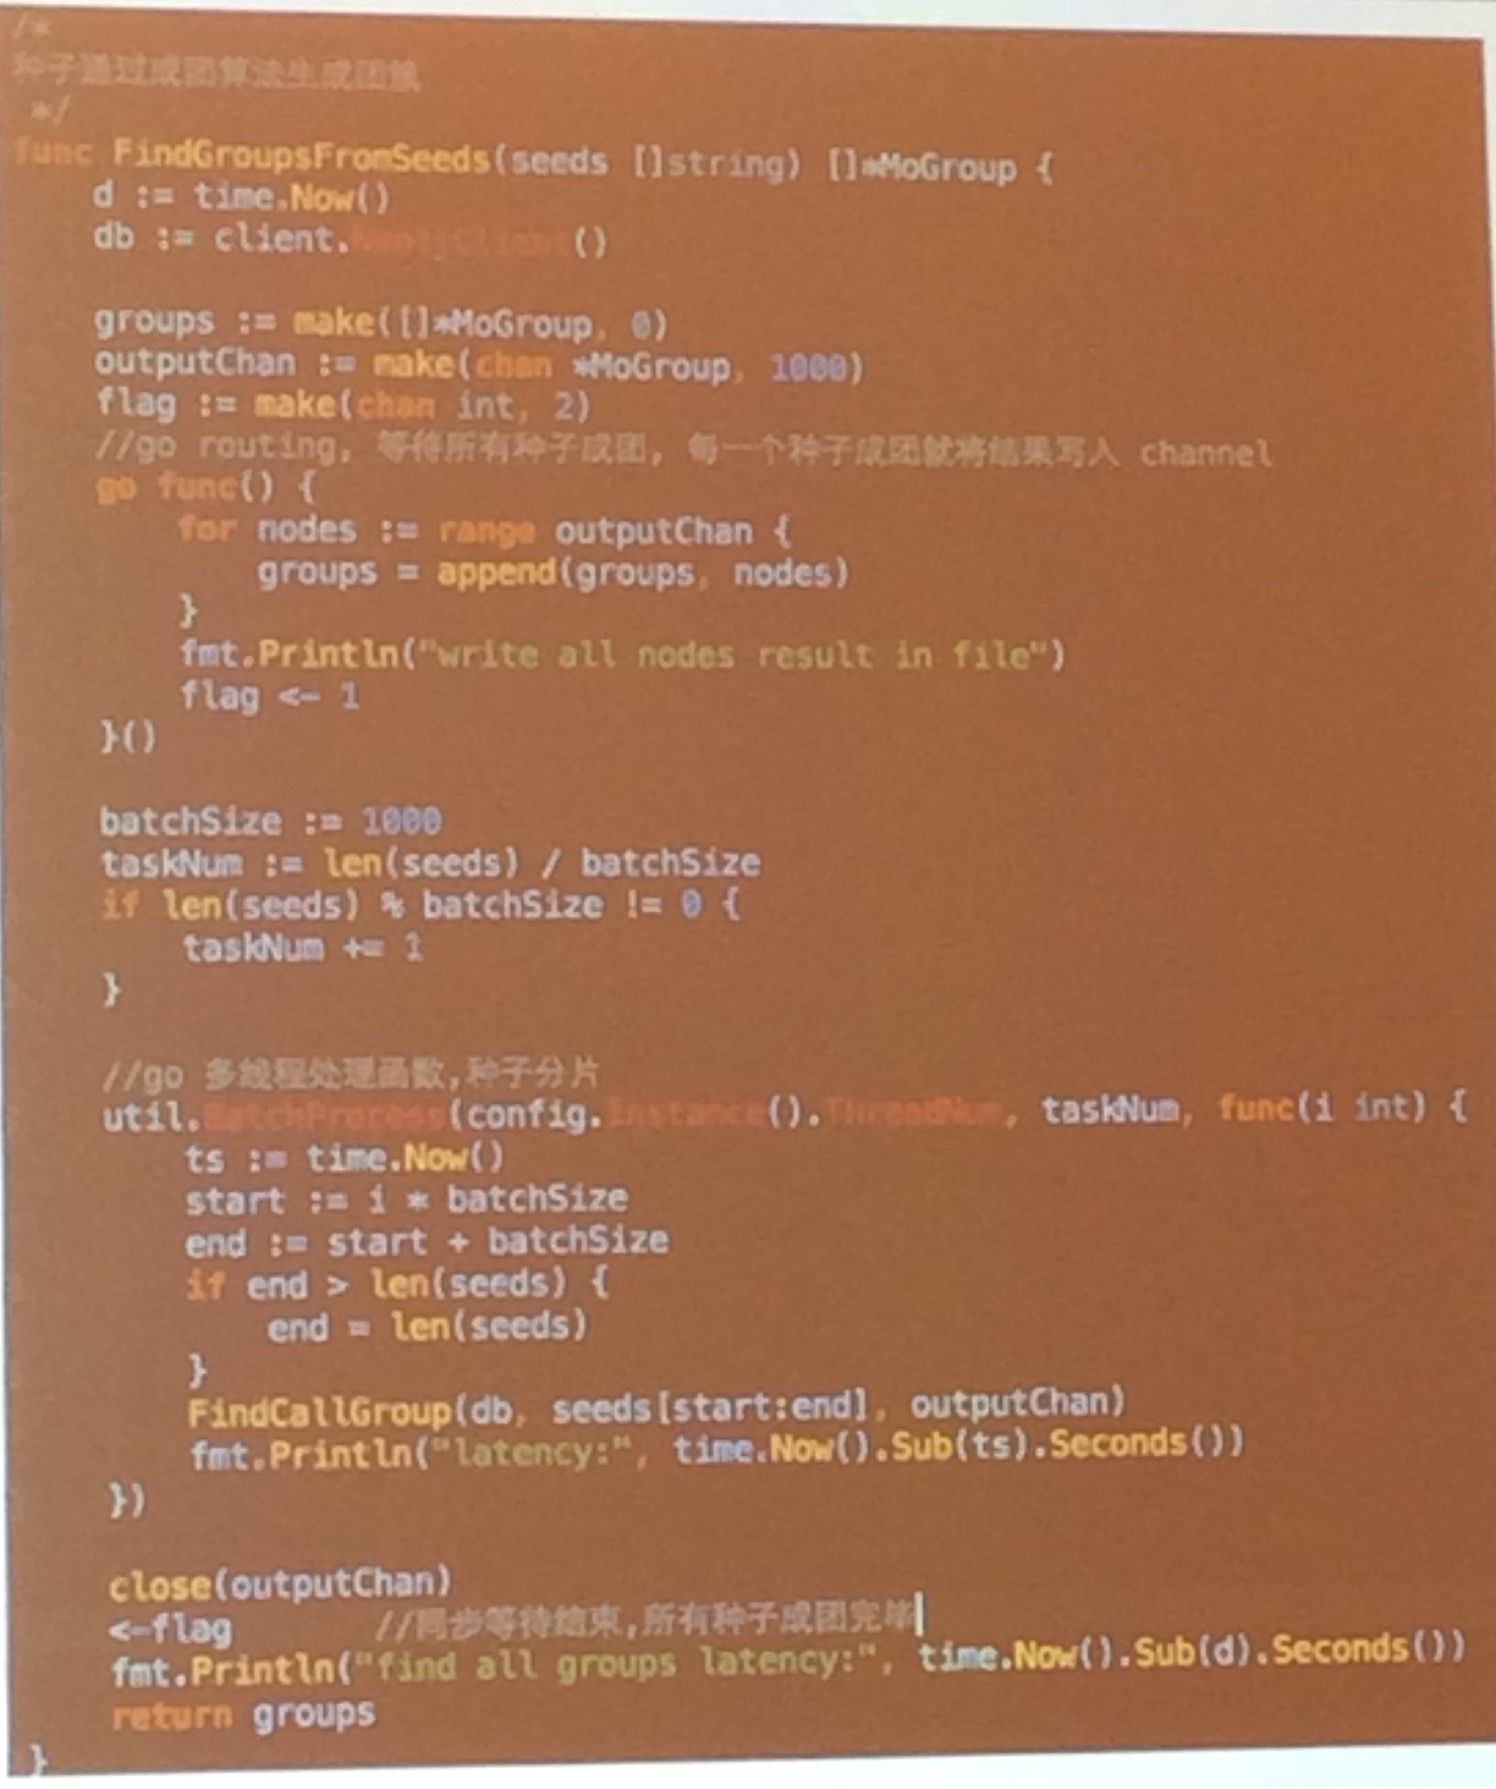 /*
种子通过成团算法生成团簇
*/
func FindGroupsFromSeeds(seeds []string) []*MoGroup {
d := time.Now()
db := client.Neo4jClient()
groups := make([]*MoGroup, 0)
outputChan := make(chan *MoGroup, 1000)
flag := make(chan int, 2)
//go routing, 等待所有种子成团, 每一个种子成团就将结果写入 channel
go func() {
for nodes := range outputChan {
groups = append(groups, nodes)
}
fmt.Println("write all nodes result in file")
flag <- 1
}()
batchSize := 1000
taskNum := len(seeds) / batchSize
if len(seeds) % batchSize != 0 {
taskNum += 1
}
//go 多线程处理函数,种子分片
util.BatchProcess(config.Instance().ThreadNum, taskNum, func(i int) {
ts := time.Now()
start := i * batchSize
end := start + batchSize
if end > len(seeds) {
end = len(seeds)
}
FindCallGroup(db, seeds[start:end], outputChan)
fmt.Println("latency:", time.Now().Sub(ts).Seconds())
})
close(outputChan)
<-flag //同步等待结束,所有种子成团完毕
fmt.Println("find all groups latency:", time.Now().Sub(d).Seconds())
return groups
}